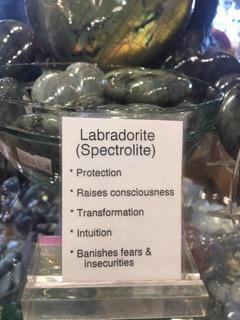 Labradorite
(Spectrolite)
* Protection
* Raises consciousness
* Transformation
* Intuition
* Banishes fears &
insecurities